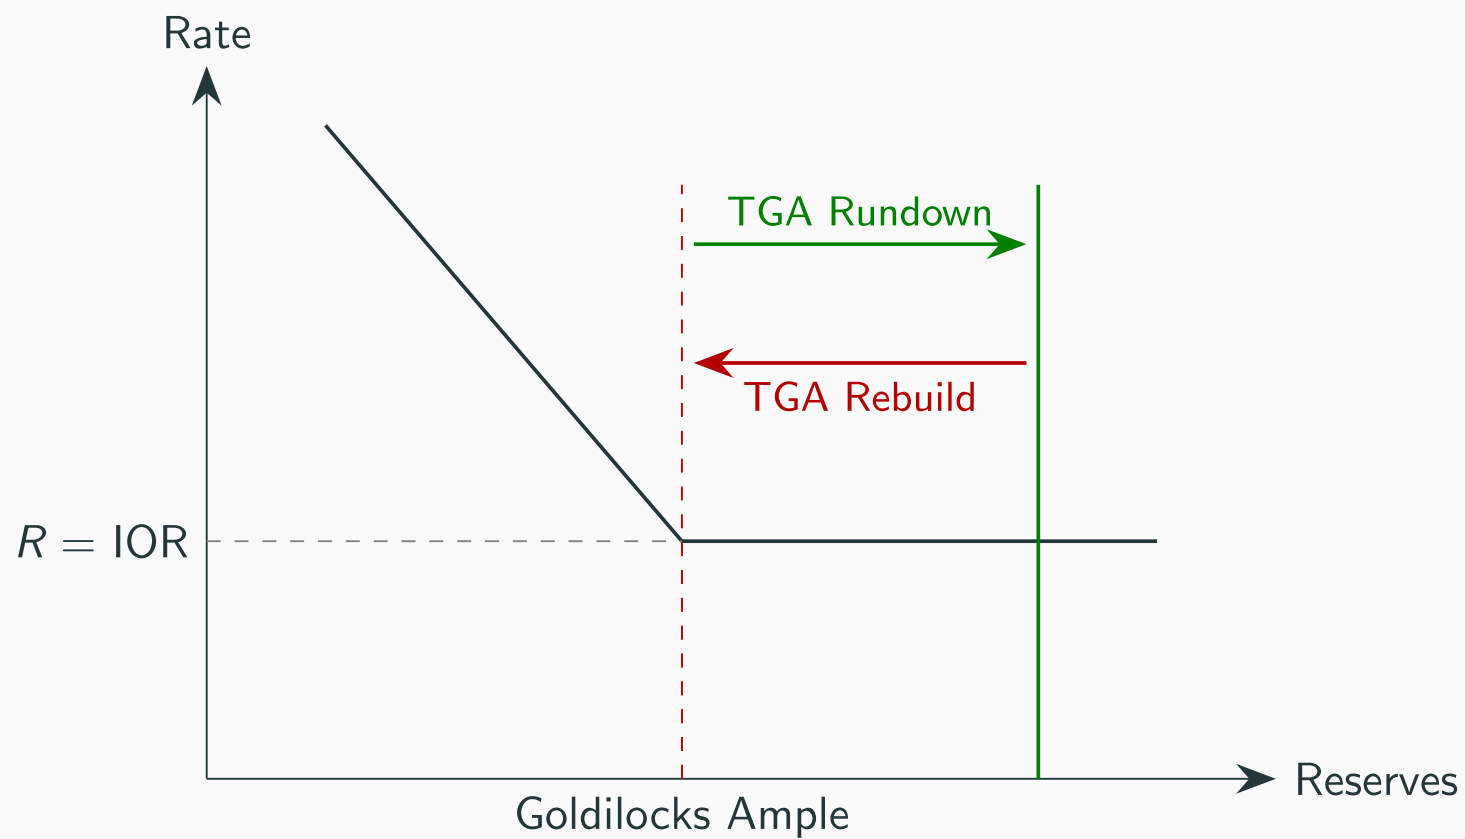 Rate
TGA Rundown
TGA Rebuild
R = IOR
Reserves
Goldilocks Ample